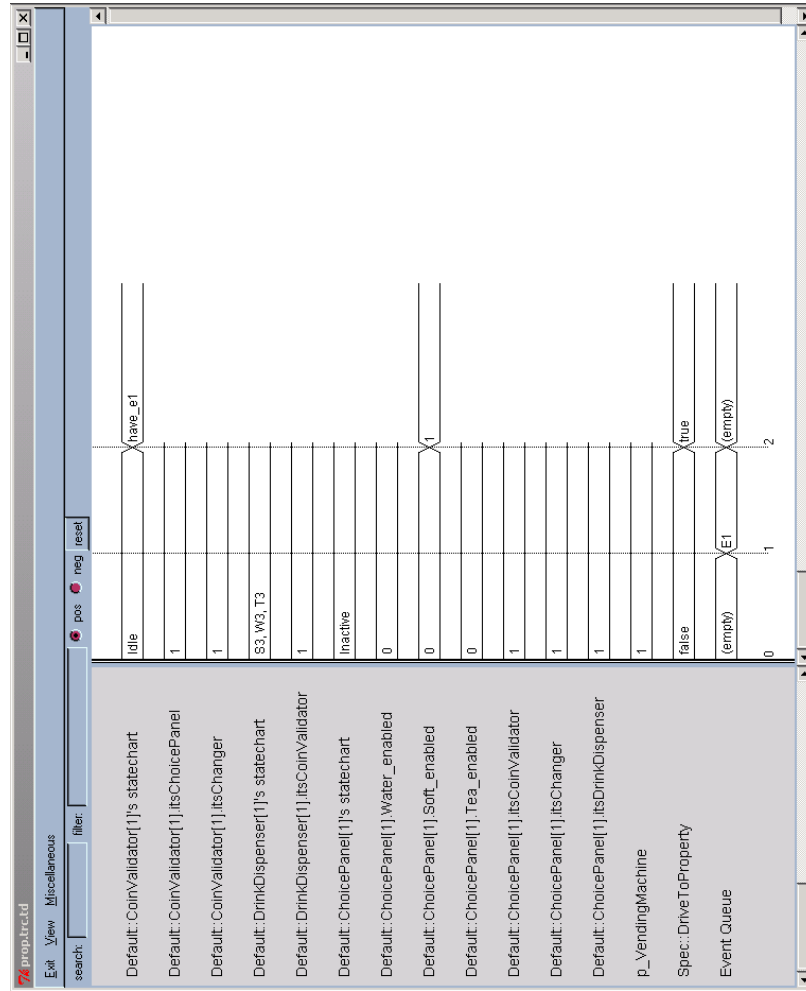 prop.trc.td
Exit View Miscellaneous
search: filter: pos neg reset
Default::CoinValidator[1]'s statechart Idle have_e1
Default::CoinValidator[1].itsChoicePanel 1
Default::CoinValidator[1].itsChanger 1
Default::DrinkDispenser[1]'s statechart S3, W3, T3
Default::DrinkDispenser[1].itsCoinValidator 1
Default::ChoicePanel[1]'s statechart Inactive
Default::ChoicePanel[1].Water_enabled 0
Default::ChoicePanel[1].Soft_enabled 0 1
Default::ChoicePanel[1].Tea_enabled 0
Default::ChoicePanel[1].itsCoinValidator 1
Default::ChoicePanel[1].itsChanger 1
Default::ChoicePanel[1].itsDrinkDispenser 1
p_VendingMachine 1
Spec::DriveToProperty false true
Event Queue (empty) E1 (empty)
0 1 2